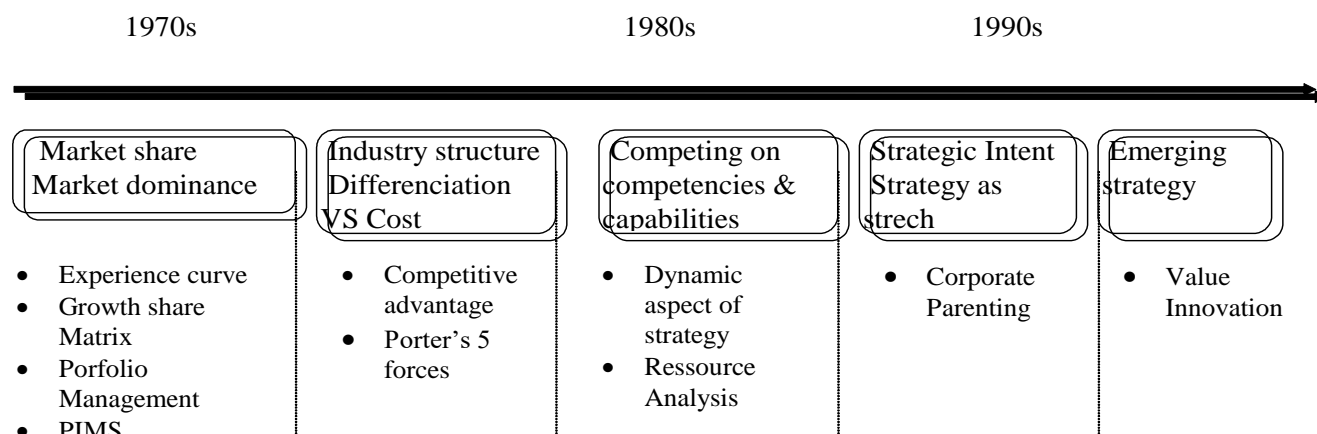 1970s 1980s 1990s
Market share
Market dominance
Industry structure
Differenciation
VS Cost
Competing on
competencies &
capabilities
Strategic Intent
Strategy as
strech
Emerging
strategy
• Experience curve
• Growth share
Matrix
• Porfolio
Management
• PIMS
• Competitive
advantage
• Porter's 5
forces
• Dynamic
aspect of
strategy
• Ressource
Analysis
• Corporate
Parenting
• Value
Innovation